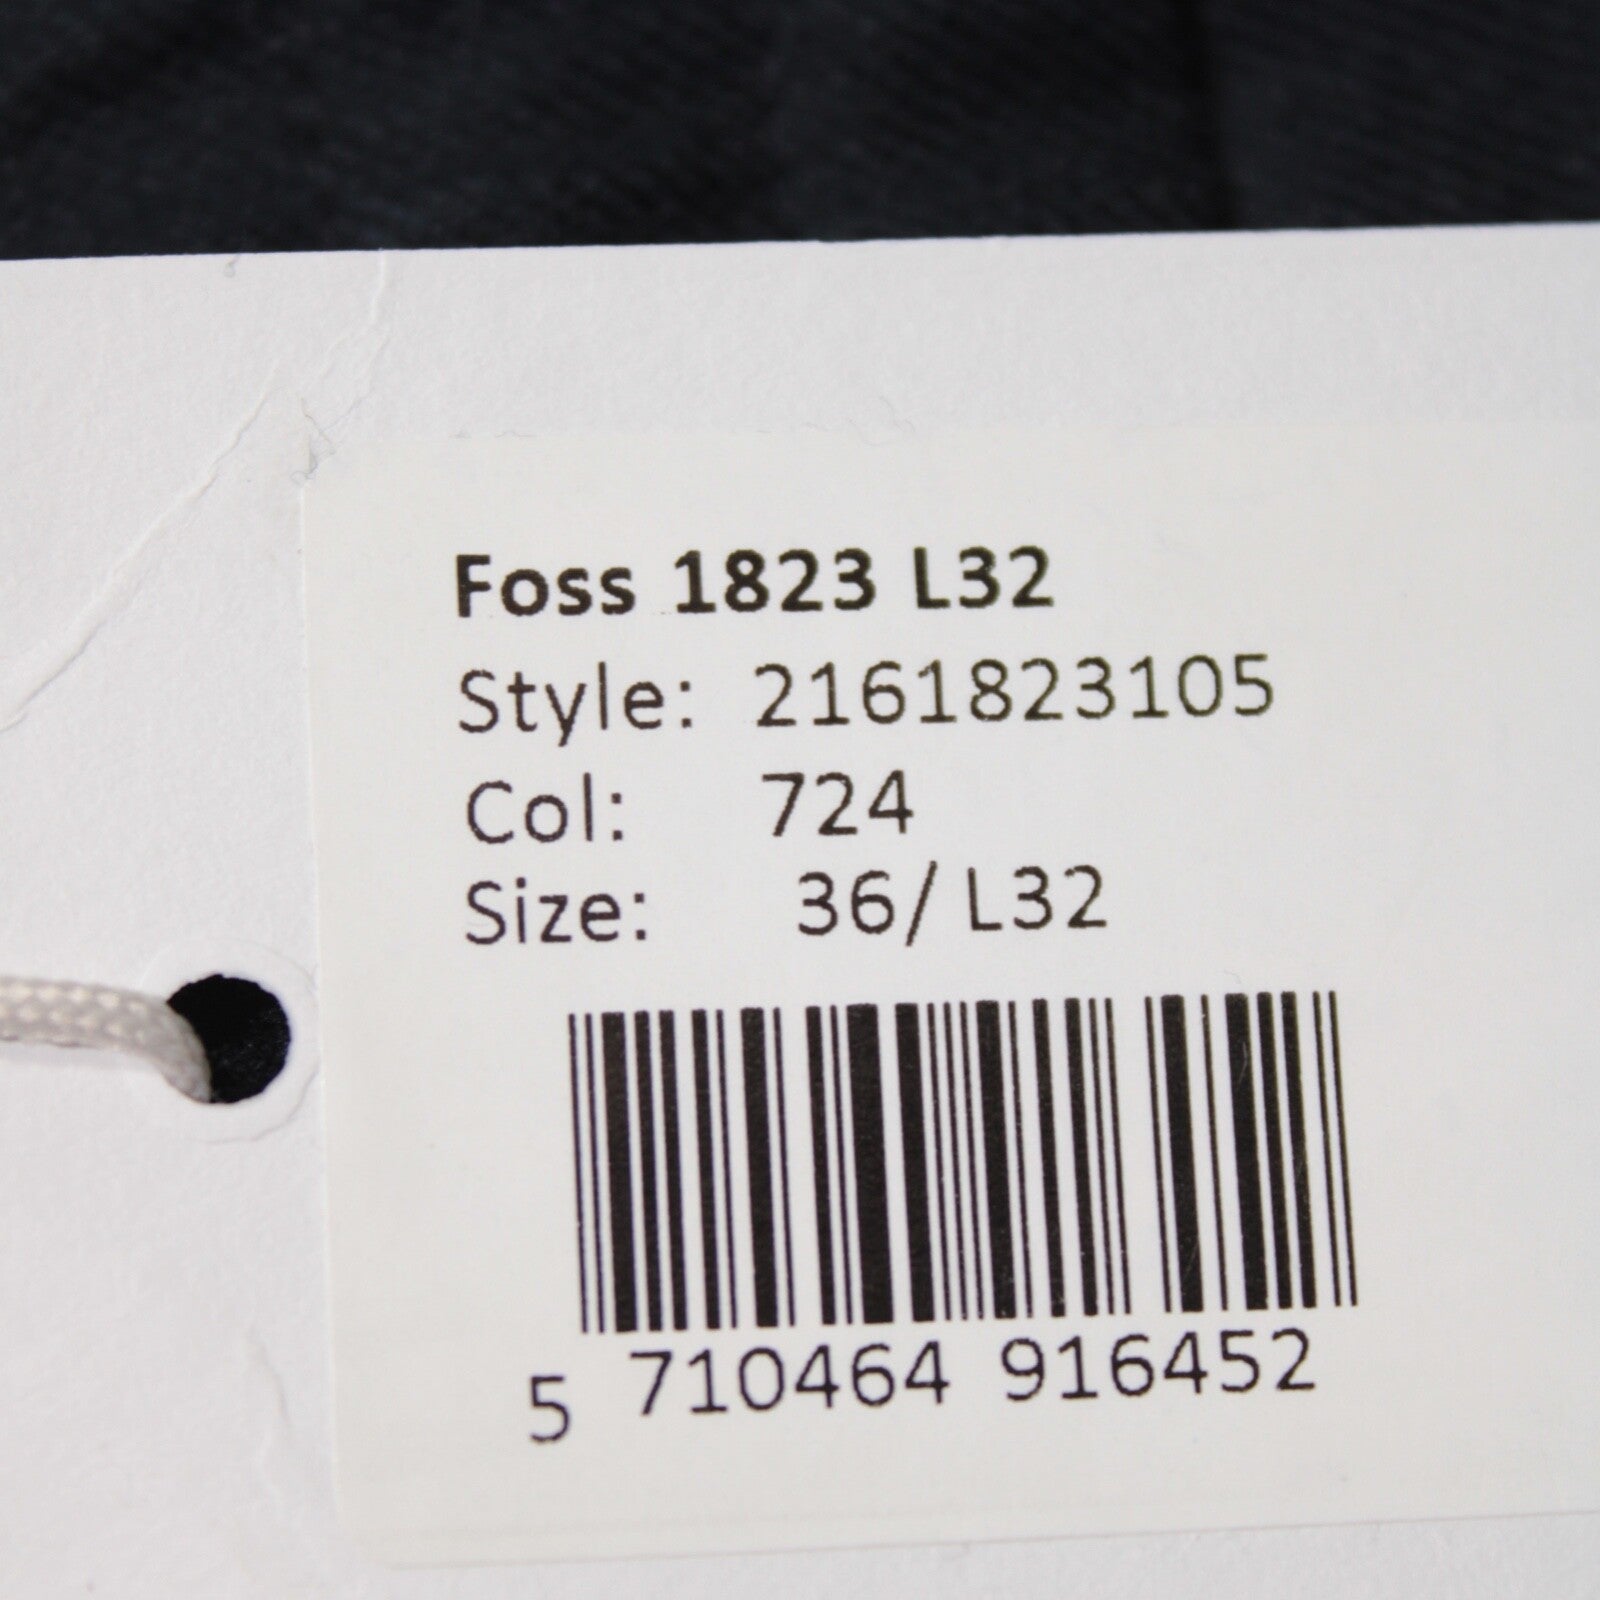 Foss 1823 L32
Style: 2161823105
Col: 724
Size: 36/ L32
5 710464 916452